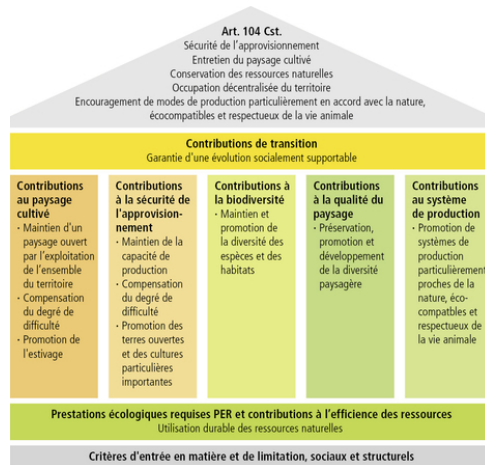 Art. 104 Cst.
Sécurité de l'approvisionnement
Entretien du paysage cultivé
Conservation des ressources naturelles
Occupation décentralisée du territoire
Encouragement de modes de production particulièrement en accord avec la nature,
écocompatibles et respectueux de la vie animale
Contributions de transition
Garantie d'une évolution socialement supportable
Contributions
au paysage
cultivé
· Maintien d'un
paysage ouvert
par l'exploitation
de l'ensemble
du territoire
· Compensation
du degré de
difficulté
· Promotion de
l'estivage
Contributions
à la sécurité de
l'approvision-
nement
· Maintien de la
capacité de
production
· Compensation
du degré de
difficulté
· Promotion des
terres ouvertes
et des cultures
particulières
importantes
Contributions à
la biodiversité
· Maintien et
promotion de
la diversité des
espèces et des
habitats
Contributions
à la qualité du
paysage
· Préservation,
promotion et
développement
de la diversité
paysagère
Contributions
au système
de production
· Promotion de
systèmes de
production
particulièrement
proches de la
nature, éco-
compatbles et
respectueux de
la vie animale
Prestations écologiques requises PER et contributions à l'efficience des ressources
Utilisation durable des ressources naturelles
Critères d'entrée en matière et de limitation, sociaux et structurels